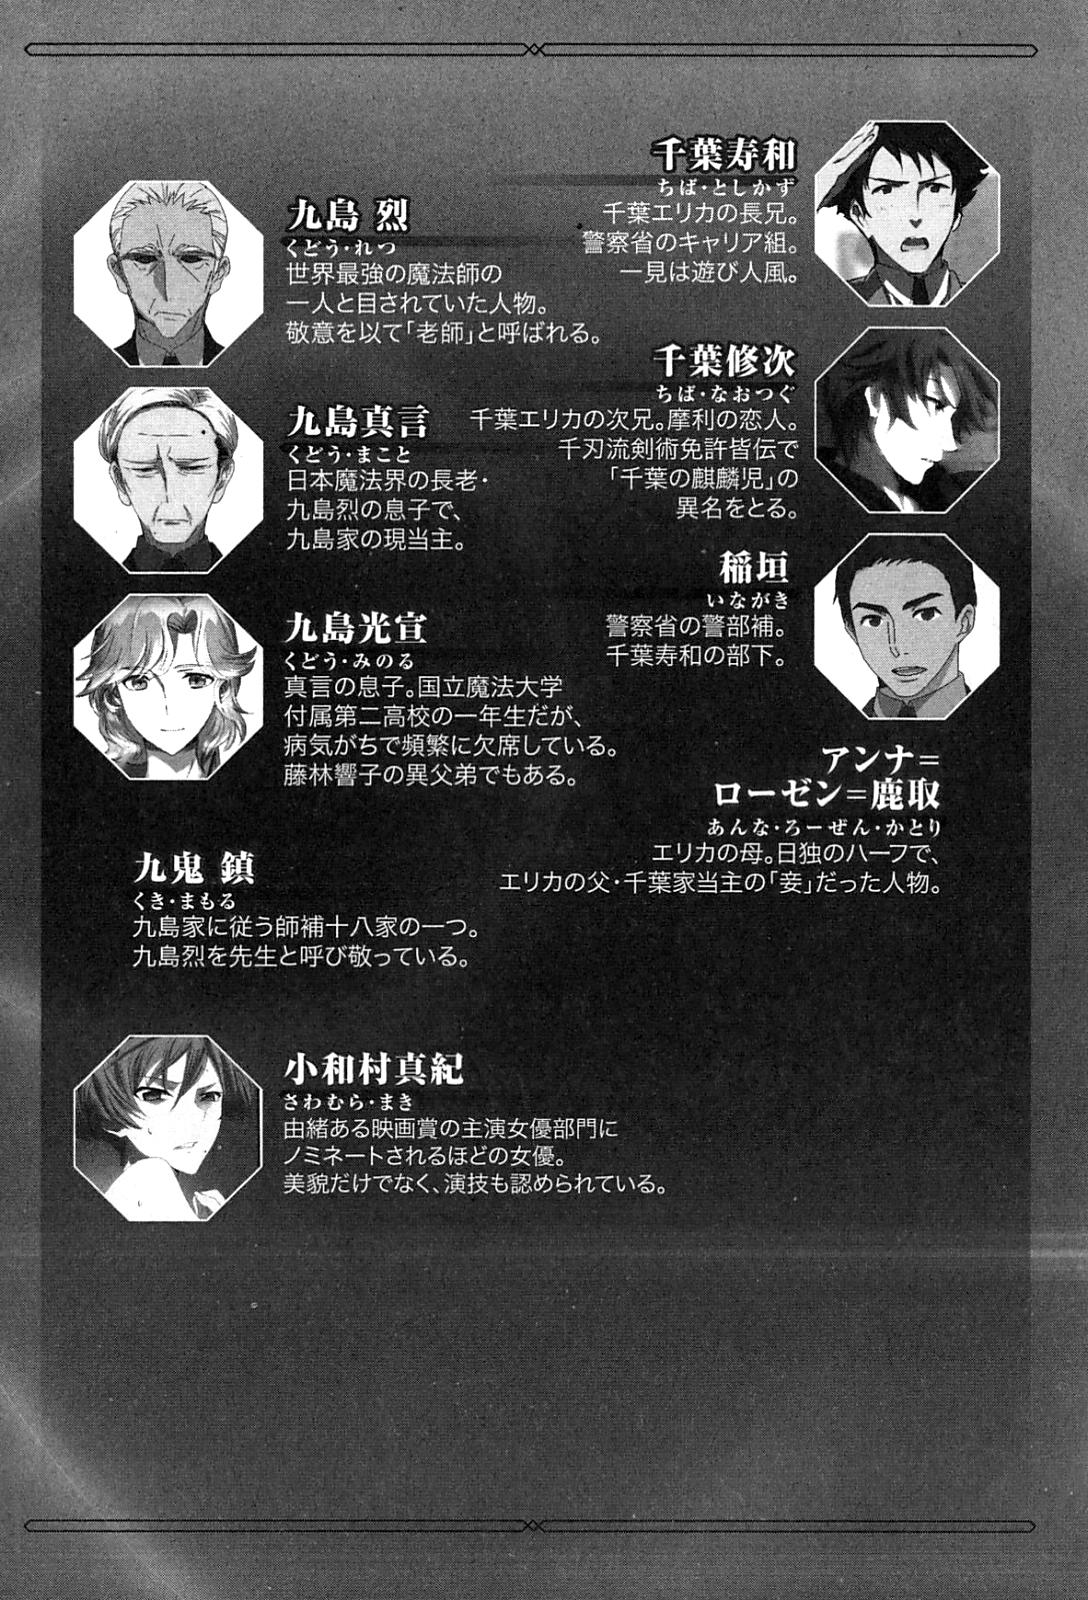 千葉寿和
ちば・としかず
千葉エリカの長兄。
警察省のキャリア組。
一見は遊び人風。
千葉修次
ちば・なおつぐ
千葉エリカの次兄。摩利の恋人。
千刃流剣術免許皆伝で
「千葉の麒麟児」の
異名をとる。
稲垣
いながき
警察省の警部補。
千葉寿和の部下。
アンナ=
ローゼン=鹿取
あんな・ろーぜん・かとり
エリカの母。日独のハーフで、
エリカの父・千葉家当主の「妾」だった人物。
九島 烈
くどう・れつ
世界最強の魔法師の
一人と目されていた人物。
敬意を以て「老師」と呼ばれる。
九島真言
くどう・まこと
日本魔法界の長老・
九島烈の息子で、
九島家の現当主。
九島光宣
くどう・みのる
真言の息子。国立魔法大学
付属第二高校の一年生だが、
病気がちで頻繁に欠席している。
藤林響子の異父弟でもある。
九鬼 鎮
くき・まもる
九島家に従う師補十八家の一つ。
九島烈を先生と呼び敬っている。
小和村真紀
さわむら・まき
由緒ある映画賞の主演女優部門に
ノミネートされるほどの女優。
美貌だけでなく、演技も認められている。